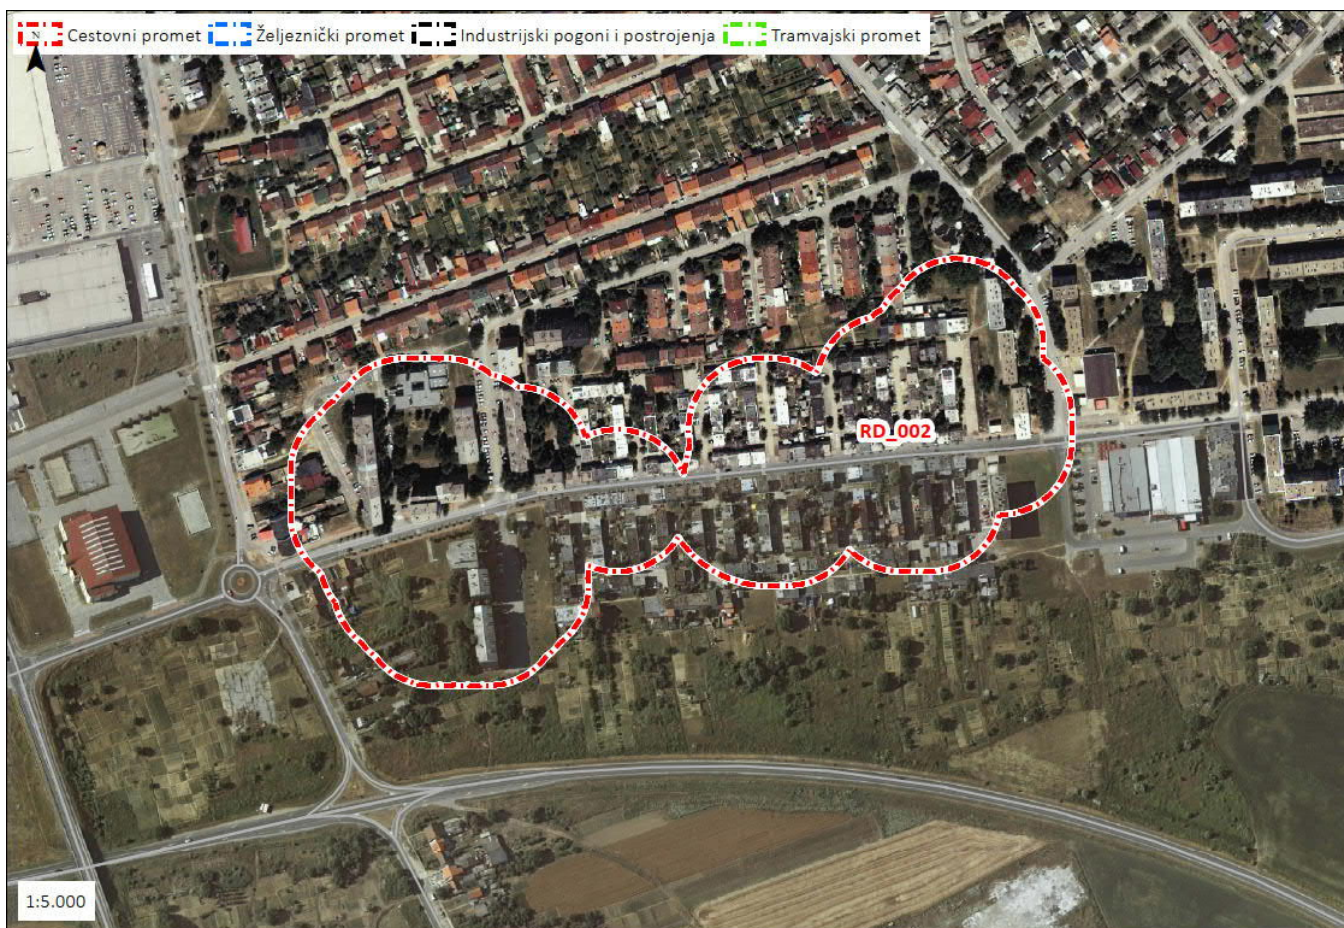 N
Cestovni promet Željeznički promet Industrijski pogoni i postrojenja Tramvajski promet
RD_002
1:5.000